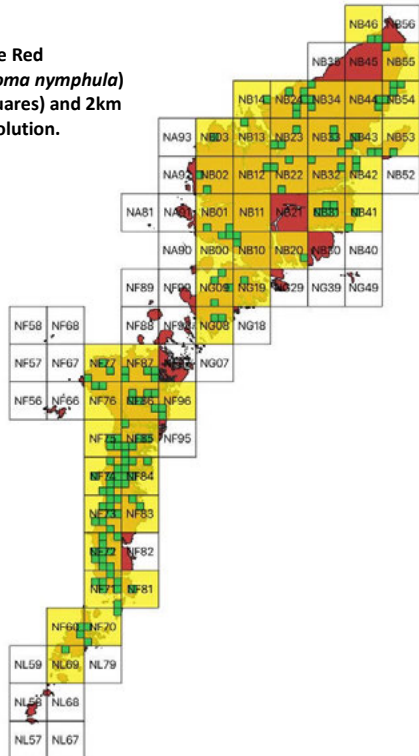 NB46 NB56
e Red
NB35 NB45 NB55
oma nymphula)
uares) and 2km
NB14 NB24 NB34 NB44 NB54
olution.
NA93 NB03 NB13 NB23 NB33 NB43 NB53
NA92 NB02 NB12 NB22 NB32 NB42 NB52
NA81 NA91 NB01 NB11 NB21 NB31 NB41
NA90 NB00 NB10 NB20 NB30 NB40
NF89 NF99 NG09 NG19 NG29 NG39 NG49
NF58 NF68 NF88 NF98 NG08 NG18
NF57 NF67 NF77 NF87 NG07
NF56 NF66 NF76 NF86 NF96
NF75 NF85 NF95
NF74 NF84
NF73 NF83
NF72 NF82
NF71 NF81
NF60 NF70
NL59 NL69 NL79
NL58 NL68
NL57 NL67